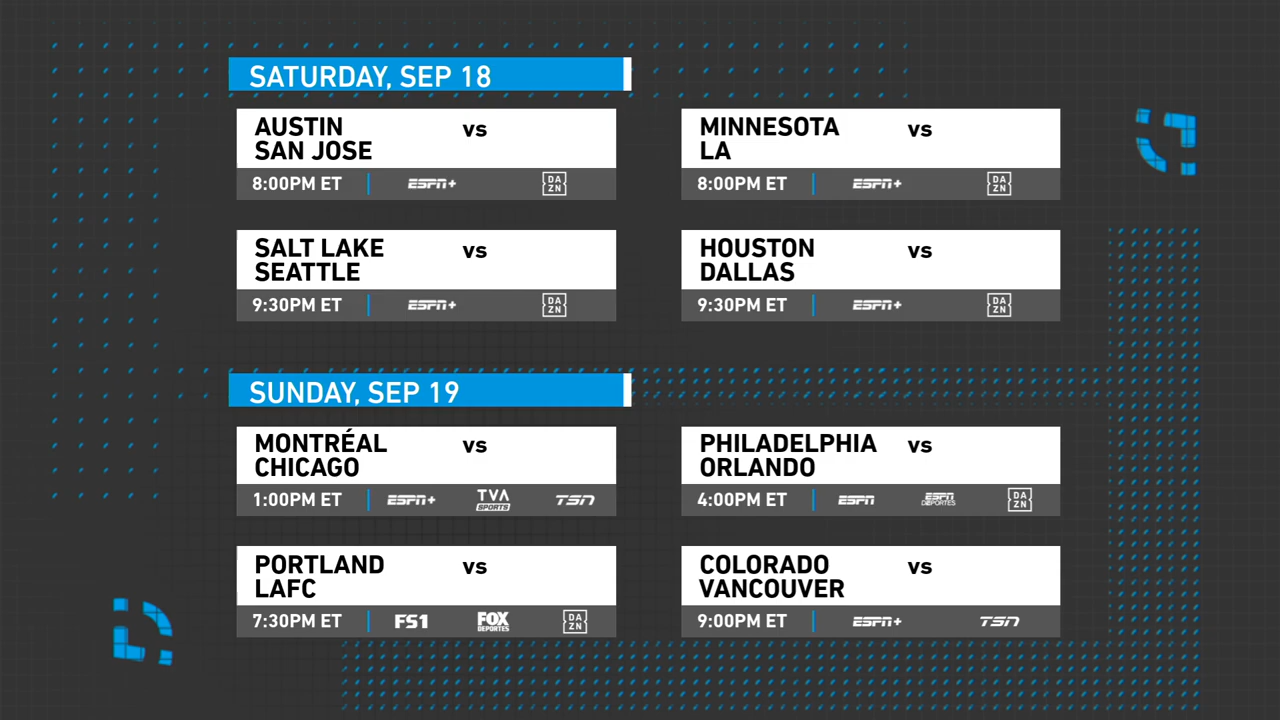 SATURDAY, SEP 18
AUSTIN vs
SAN JOSE
8:00PM ET ESPN+ DAZN
MINNESOTA vs
LA
8:00PM ET ESPN+ DAZN
SALT LAKE vs
SEATTLE
9:30PM ET ESPN+ DAZN
HOUSTON vs
DALLAS
9:30PM ET ESPN+ DAZN
SUNDAY, SEP 19
MONTRÉAL vs
CHICAGO
1:00PM ET ESPN+ TVA SPORTS TSN
PHILADELPHIA vs
ORLANDO
4:00PM ET ESPN ESPN DEPORTES DAZN
PORTLAND vs
LAFC
7:30PM ET FS1 FOX DEPORTES DAZN
COLORADO vs
VANCOUVER
9:00PM ET ESPN+ TSN